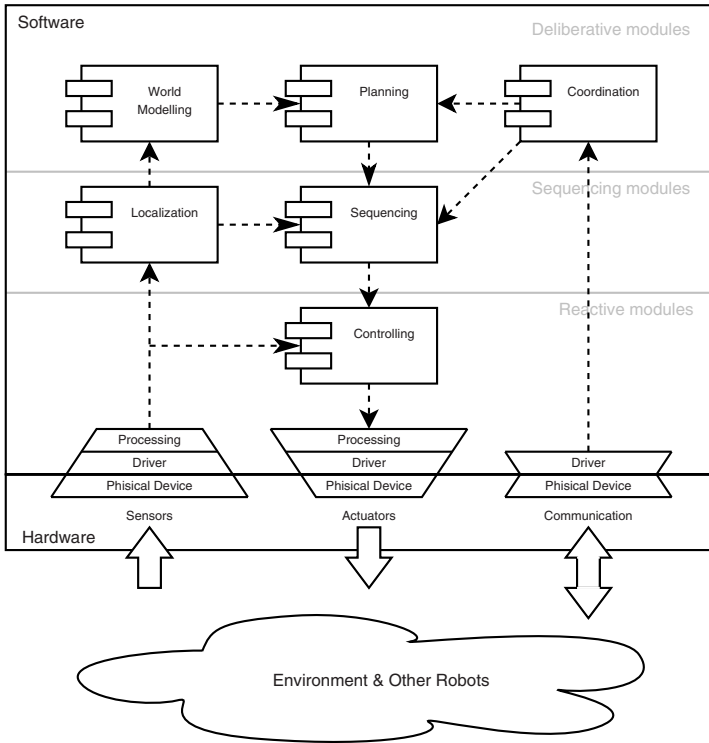 Software
Deliberative modules
World
Modelling
Planning
Coordination
Sequencing modules
Localization
Sequencing
Reactive modules
Controlling
Processing
Driver
Phisical Device
Processing
Driver
Phisical Device
Driver
Phisical Device
Sensors
Actuators
Communication
Hardware
Environment & Other Robots